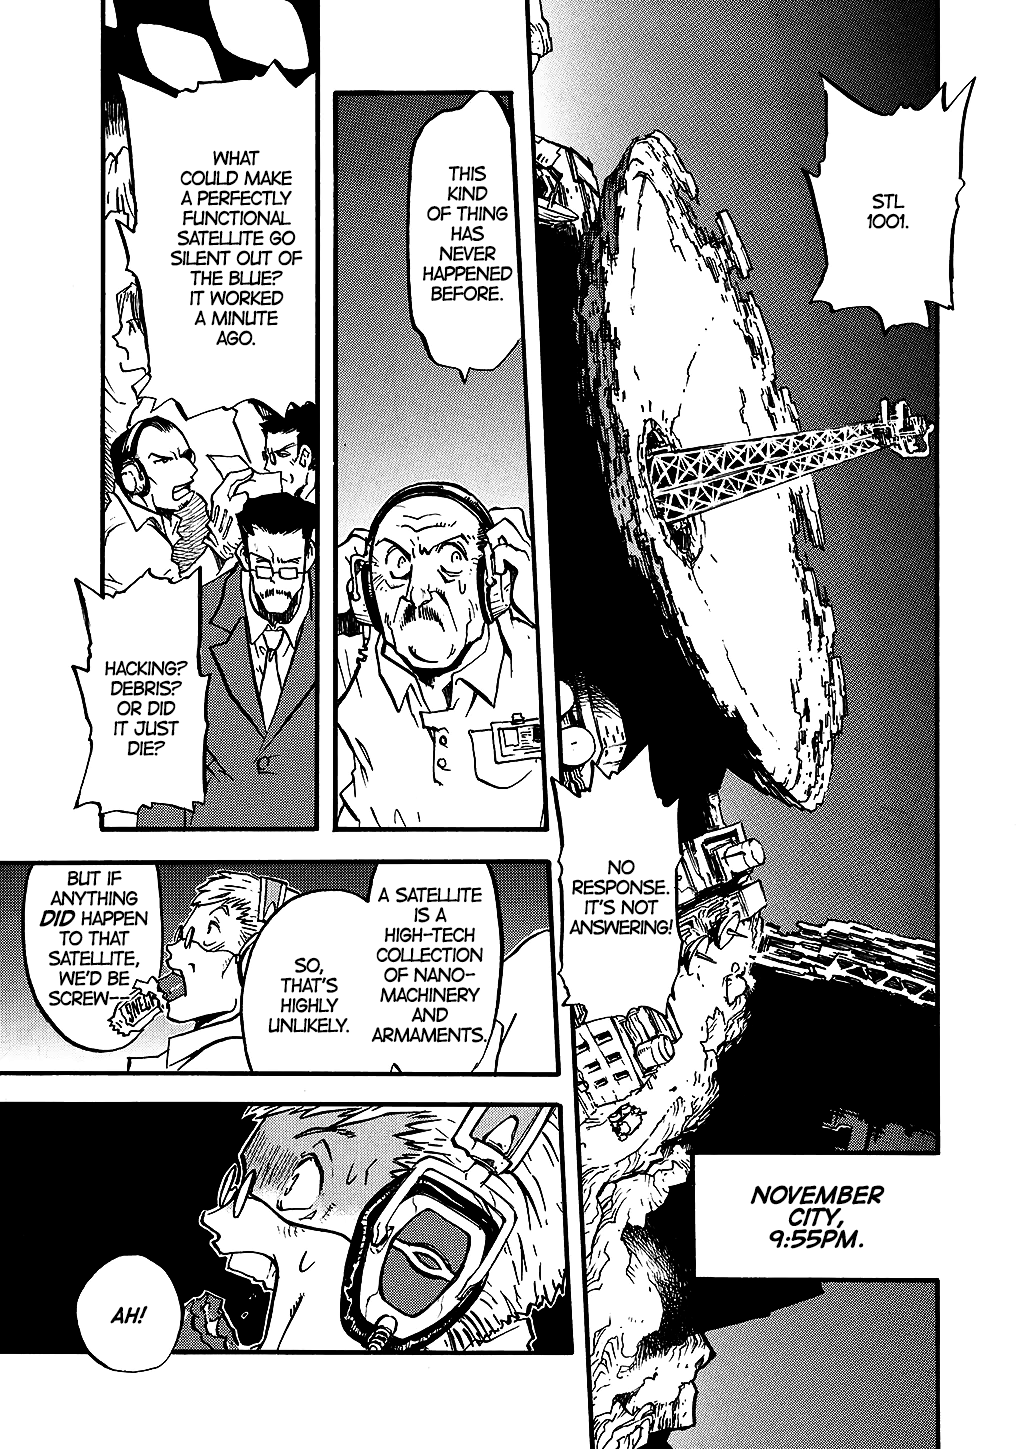 STL
1001.
NO
RESPONSE.
IT'S NOT
ANSWERING!
NOVEMBER
CITY,
9:55PM.
THIS
KIND
OF THING
HAS
NEVER
HAPPENED
BEFORE.
WHAT
COULD MAKE
A PERFECTLY
FUNCTIONAL
SATELLITE GO
SILENT OUT OF
THE BLUE?
IT WORKED
A MINUTE
AGO.
HACKING?
DEBRIS?
OR DID
IT JUST
DIE?
A SATELLITE
IS A
HIGH-TECH
COLLECTION
OF NANO-
MACHINERY
AND
ARMAMENTS.
SO,
THAT'S
HIGHLY
UNLIKELY.
BUT IF
ANYTHING
DID HAPPEN
TO THAT
SATELLITE,
WE'D BE
SCREW--
AH!